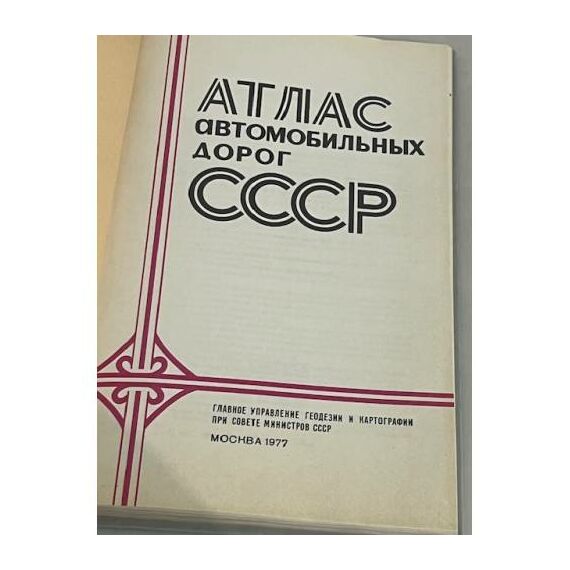 АТЛАС
автомобильных
дорог
СССР
ГЛАВНОЕ УПРАВЛЕНИЕ ГЕОДЕЗИИ И КАРТОГРАФИИ
ПРИ СОВЕТЕ МИНИСТРОВ СССР
МОСКВА 1977